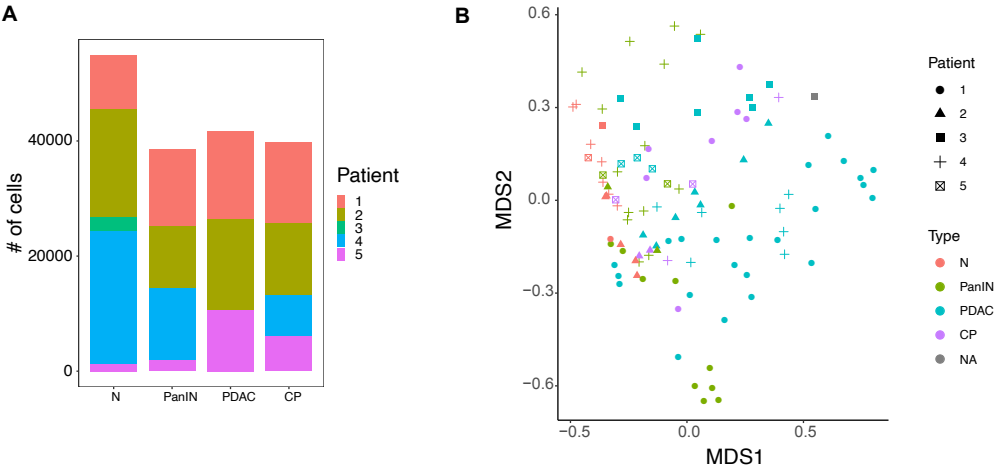 A
# of cells
40000
20000
0
N
PanIN
PDAC
CP
Patient
1
2
3
4
5
B
MDS2
0.6
0.3
0.0
−0.3
−0.6
−0.5
0.0
0.5
MDS1
Patient
1
2
3
4
5
Type
N
PanIN
PDAC
CP
NA